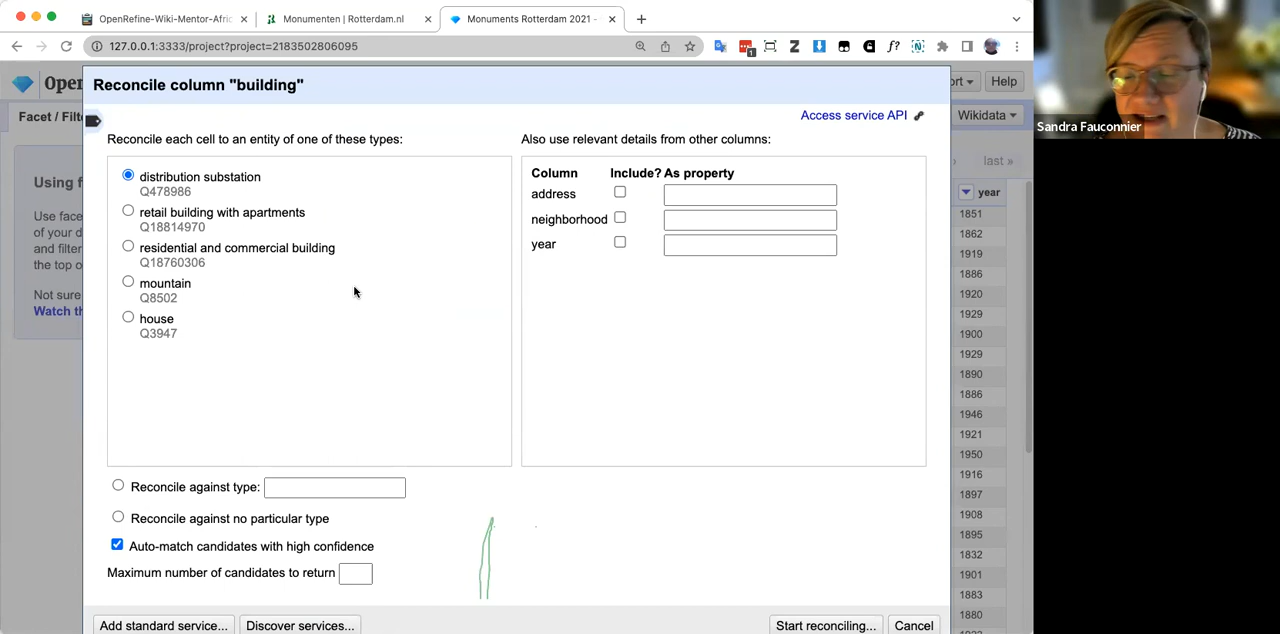 OpenRefine-Wiki-Mentor-Afric
Monumenten | Rotterdam.nl
Monuments Rotterdam 2021 -
127.0.0.1:3333/project?project=2183502806095
1
Open
ort
Help
Facet / Filt
Wikidata
last »
Using f
Use face
of your d
and filter
the top o
Not sure
Watch th
Reconcile column "building"
Access service API
Reconcile each cell to an entity of one of these types:
distribution substation
Q478986
retail building with apartments
Q18814970
residential and commercial building
Q18760306
mountain
Q8502
house
Q3947
Also use relevant details from other columns:
Column Include? As property
address
neighborhood
year
Reconcile against type:
Reconcile against no particular type
Auto-match candidates with high confidence
Maximum number of candidates to return
Add standard service...
Discover services...
Start reconciling...
Cancel
year
1851
1862
1919
1886
1920
1929
1900
1929
1890
1886
1946
1921
1950
1916
1897
1908
1895
1832
1901
1883
1880
Sandra Fauconnier